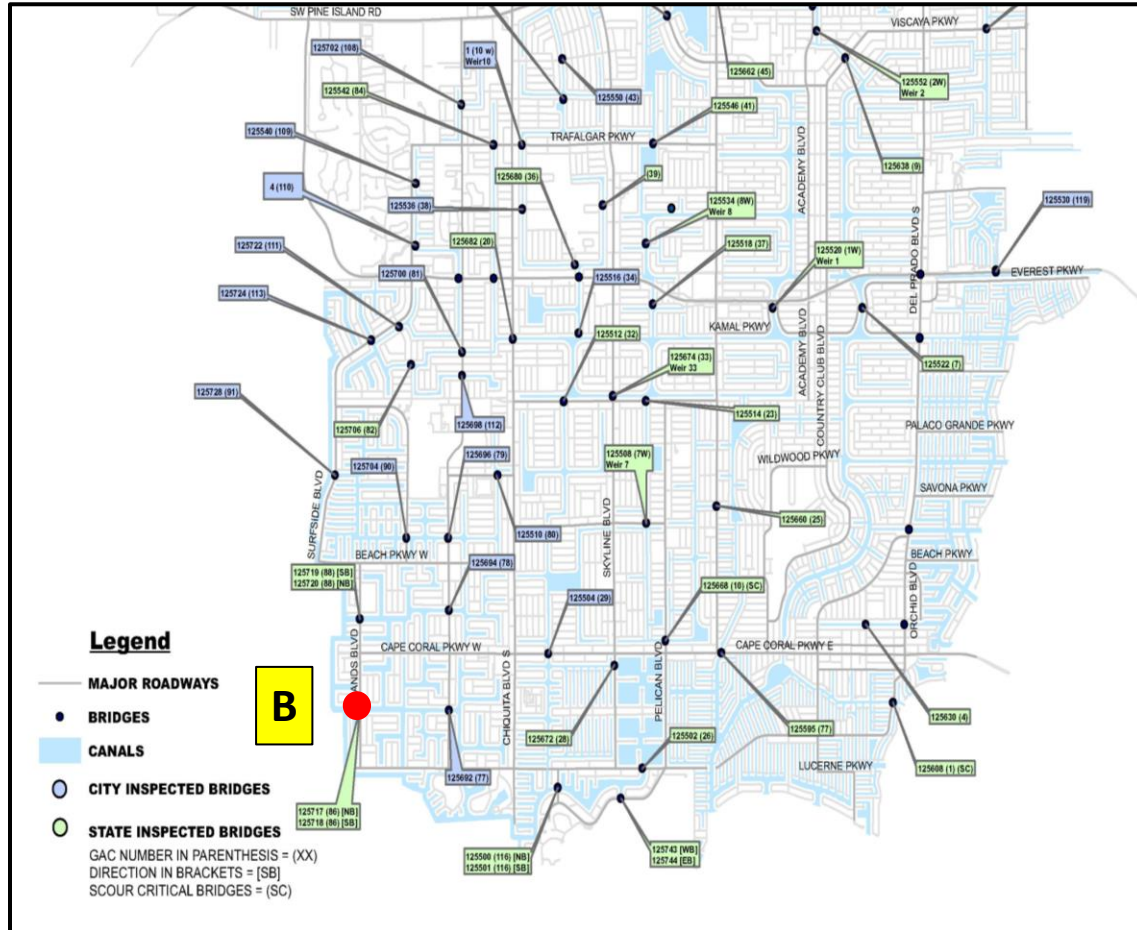 SW PINE ISLAND RD
VISCAYA PKWY
125702 (108)
1 (10 w)
Weir10
125662 (45)
125552 (2W)
Weir 2
125542 (84)
125550 (43)
125546 (41)
125540 (109)
TRAFALGAR PKWY
ACADEMY BLVD
125638 (9)
125680 (36)
(39)
4 (110)
125536 (38)
125534 (8W)
Weir 8
125530 (119)
DEL PRADO BLVD S
125722 (111)
125682 (20)
125518 (37)
125520 (1W)
Weir 1
125700 (81)
125516 (34)
EVEREST PKWY
125724 (113)
KAMAL PKWY
125512 (32)
ACADEMY BLVD
COUNTRY CLUB BLVD
125674 (33)
Weir 33
125522 (7)
125728 (91)
125706 (82)
125698 (112)
125514 (23)
PALACO GRANDE PKWY
125704 (90)
125696 (79)
125508 (7W)
Weir 7
WILDWOOD PKWY
SAVONA PKWY
SURFSIDE BLVD
125510 (80)
SKYLINE BLVD
125660 (25)
BEACH PKWY W
BEACH PKWY
125719 (88) [SB]
125720 (88) [NB]
125694 (78)
125504 (29)
125668 (10) (SC)
ORCHID BLVD
Legend
CAPE CORAL PKWY W
CAPE CORAL PKWY E
MAJOR ROADWAYS
B
ANDS BLVD
CHIQUITA BLVD S
PELICAN BLVD
BRIDGES
125630 (4)
125672 (28)
125502 (26)
125595 (77)
CANALS
LUCERNE PKWY
125608 (1) (SC)
125692 (77)
CITY INSPECTED BRIDGES
125717 (86) [NB]
125718 (86) [SB]
STATE INSPECTED BRIDGES
GAC NUMBER IN PARENTHESIS = (XX)
DIRECTION IN BRACKETS = [SB]
SCOUR CRITICAL BRIDGES = (SC)
125500 (116) [NB]
125501 (116) [SB]
125743 [WB]
125744 [EB]